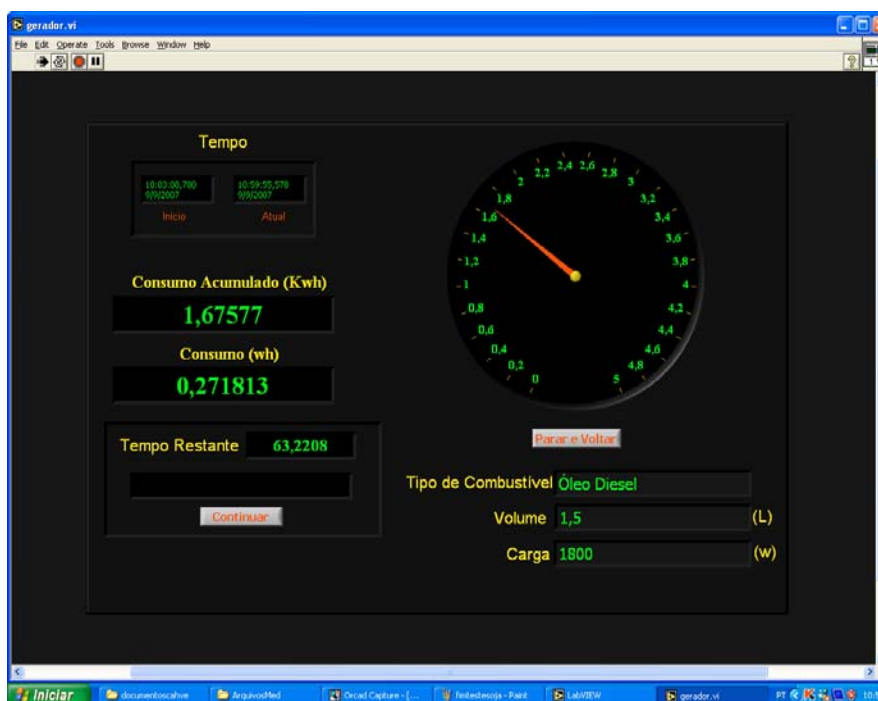 gerador.vi
File Edit Operate Tools Browse Window Help
Tempo
10:03:00,700
9/9/2007
10:59:55,578
9/9/2007
Início Atual
Consumo Acumulado (Kwh)
1,67577
Consumo (wh)
0,271813
Tempo Restante 63,2208
Continuar
0
0,2
0,4
0,6
0,8
1
1,2
1,4
1,6
1,8
2
2,2
2,4
2,6
2,8
3
3,2
3,4
3,6
3,8
4
4,2
4,4
4,6
4,8
5
Parar e Voltar
Tipo de Combustível Óleo Diesel
Volume 1,5 (L)
Carga 1800 (w)
Iniciar documentoscahve ArquivosMed Orcad Capture - [... fintestesoja - Paint LabVIEW gerador.vi PT